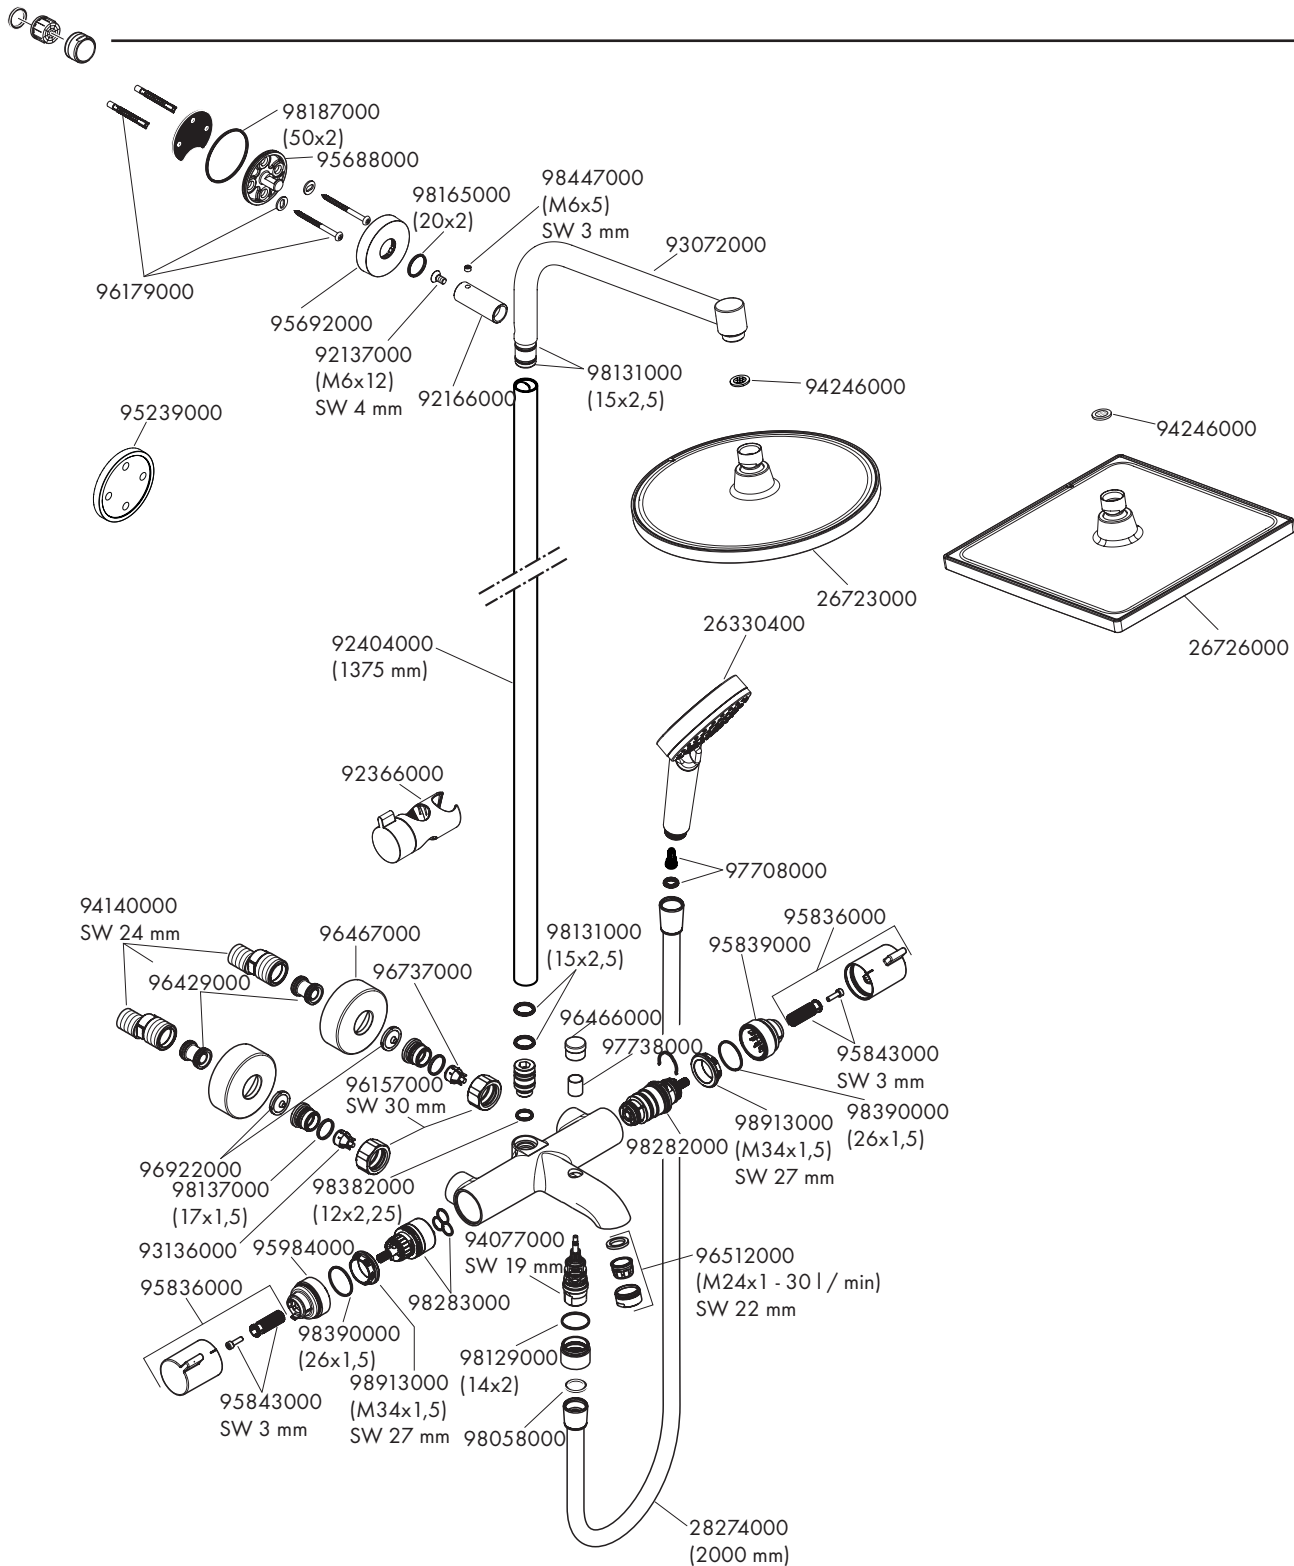 98187000
(50x2)
95688000
98165000
(20x2)
98447000
(M6x5)
SW 3 mm
93072000
96179000
95692000
92137000
(M6x12)
SW 4 mm
92166000
98131000
(15x2,5)
94246000
94246000
95239000
26723000
26726000
92404000
(1375 mm)
26330400
92366000
97708000
94140000
SW 24 mm
96429000
96467000
96737000
98131000
(15x2,5)
96466000
97738000
95836000
95839000
95843000
SW 3 mm
98390000
(26x1,5)
98913000
(M34x1,5)
SW 27 mm
98282000
96157000
SW 30 mm
96922000
98137000
(17x1,5)
93136000
98382000
(12x2,25)
95984000
95836000
94077000
SW 19 mm
96512000
(M24x1 - 30 l / min)
SW 22 mm
98283000
98390000
(26x1,5)
98913000
(M34x1,5)
SW 27 mm
95843000
SW 3 mm
98129000
(14x2)
98058000
28274000
(2000 mm)